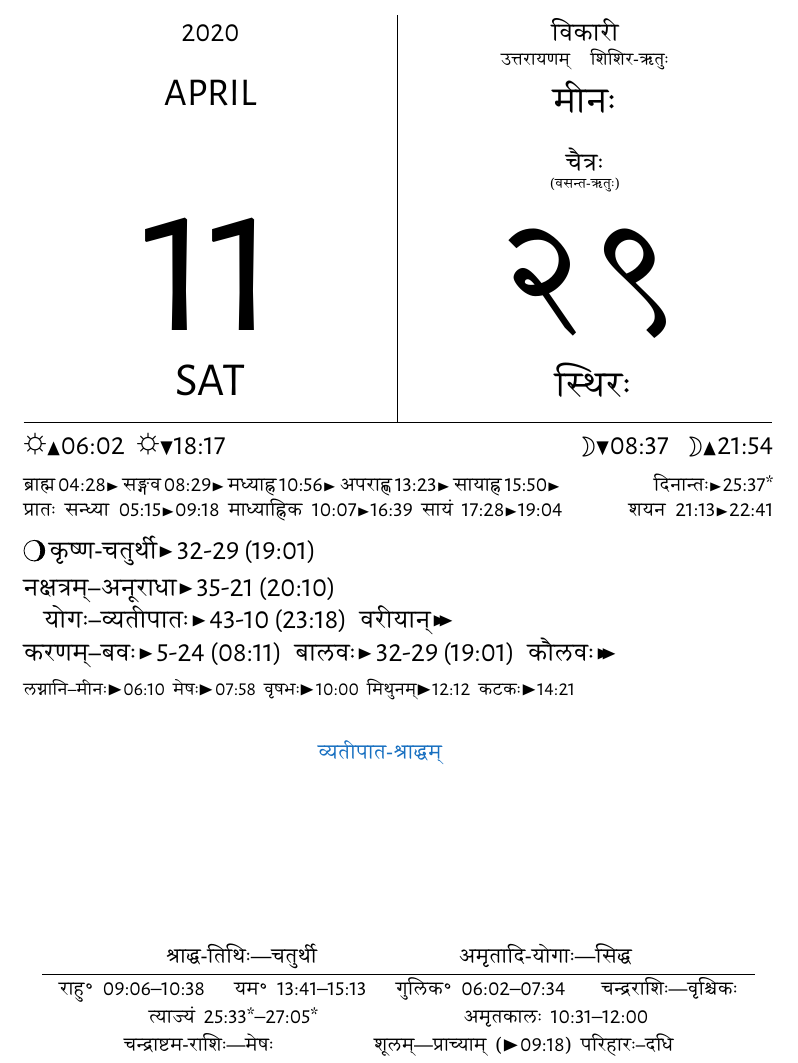 2020
APRIL
11
SAT
विकारी
उत्तरायणम् शिशिर-ऋतुः
मीनः
चैत्रः
(वसन्त-ऋतुः)
२९
स्थिरः
☼▲06:02 ☼▼18:17 ☽▼08:37 ☽▲21:54
ब्राह्म 04:28► सङ्गव 08:29► मध्याह्न 10:56► अपराह्ण 13:23► सायाह्न 15:50► दिनान्तः►25:37*
प्रातः सन्ध्या 05:15►09:18 माध्याह्निक 10:07►16:39 सायं 17:28►19:04 शयन 21:13►22:41
कृष्ण-चतुर्थी► 32-29 (19:01)
नक्षत्रम्–अनूराधा► 35-21 (20:10)
योगः–व्यतीपातः► 43-10 (23:18) वरीयान्►►
करणम्–बवः► 5-24 (08:11) बालवः► 32-29 (19:01) कौलवः►►
लग्नानि–मीनः►06:10 मेषः►07:58 वृषभः►10:00 मिथुनम्►12:12 कटकः►14:21
व्यतीपात-श्राद्धम्
श्राद्ध-तिथिः—चतुर्थी अमृतादि-योगाः—सिद्ध
राहु° 09:06–10:38 यम° 13:41–15:13 गुलिक° 06:02–07:34 चन्द्रराशिः—वृश्चिकः
त्याज्यं 25:33*–27:05* अमृतकालः 10:31–12:00
चन्द्राष्टम-राशिः—मेषः शूलम्—प्राच्याम् (►09:18) परिहारः–दधि